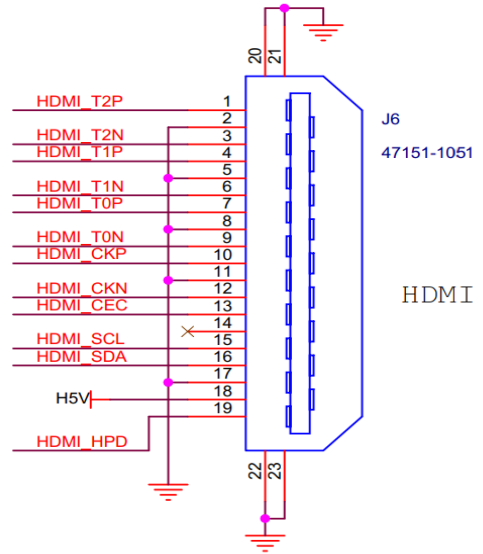 20 21
HDMI_T2P 1
2
HDMI_T2N 3
HDMI_T1P 4
5
HDMI_T1N 6
HDMI_T0P 7
8
HDMI_T0N 9
HDMI_CKP 10
11
HDMI_CKN 12
HDMI_CEC 13
14
HDMI_SCL 15
HDMI_SDA 16
17
H5V 18
19
HDMI_HPD
22 23
J6
47151-1051
HDMI